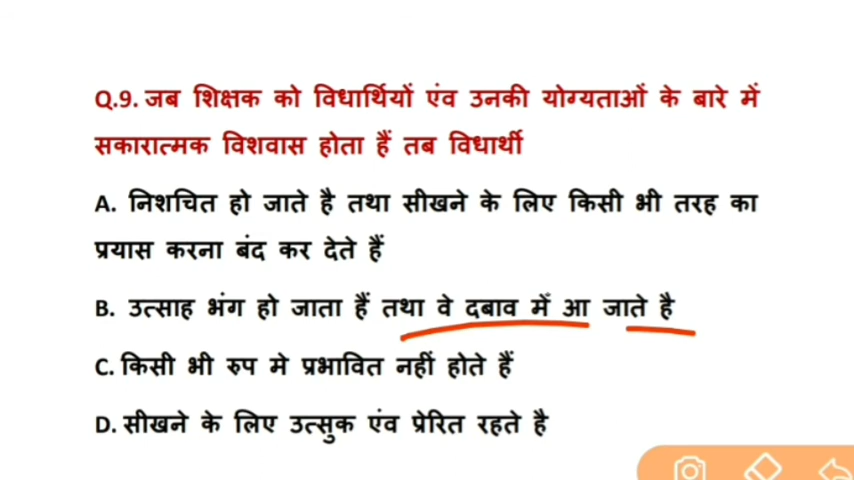 Q.9. जब शिक्षक को विधार्थियों एंव उनकी योग्यताओं के बारे में
सकारात्मक विशवास होता हैं तब विधार्थी
A. निशचित हो जाते है तथा सीखने के लिए किसी भी तरह का
प्रयास करना बंद कर देते हैं
B. उत्साह भंग हो जाता हैं तथा वे दबाव में आ जाते है
C. किसी भी रुप मे प्रभावित नहीं होते हैं
D. सीखने के लिए उत्सुक एंव प्रेरित रहते है